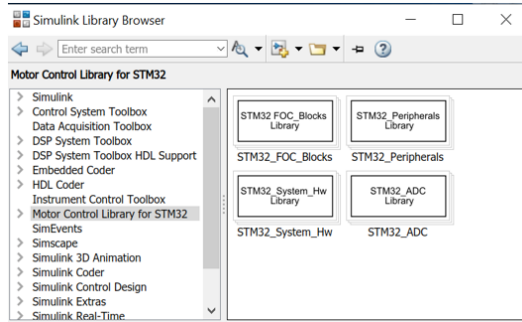 Simulink Library Browser
Enter search term
Motor Control Library for STM32
Simulink
Control System Toolbox
Data Acquisition Toolbox
DSP System Toolbox
DSP System Toolbox HDL Support
Embedded Coder
HDL Coder
Instrument Control Toolbox
Motor Control Library for STM32
SimEvents
Simscape
Simulink 3D Animation
Simulink Coder
Simulink Control Design
Simulink Extras
Simulink Real-Time
STM32 FOC_Blocks
Library
STM32_FOC_Blocks
STM32_Peripherals
Library
STM32_Peripherals
STM32_System_Hw
Library
STM32_System_Hw
STM32_ADC
Library
STM32_ADC